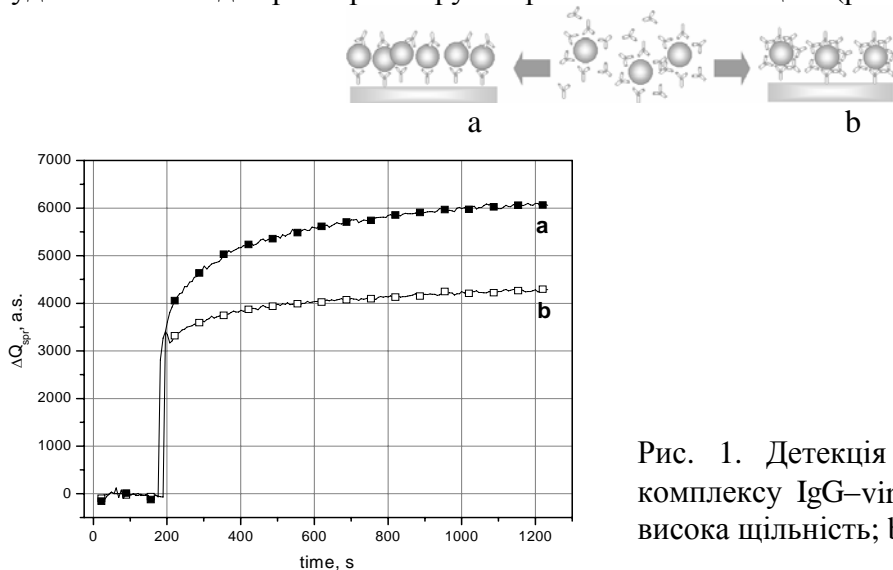 a
b
7000
6000
a
5000
b
4000
3000
2000
1000
0
ΔQspr, a.s.
0 200 400 600 800 1000 1200
time, s
Рис. 1. Детекція
комплексу IgG–vir
висока щільність; b